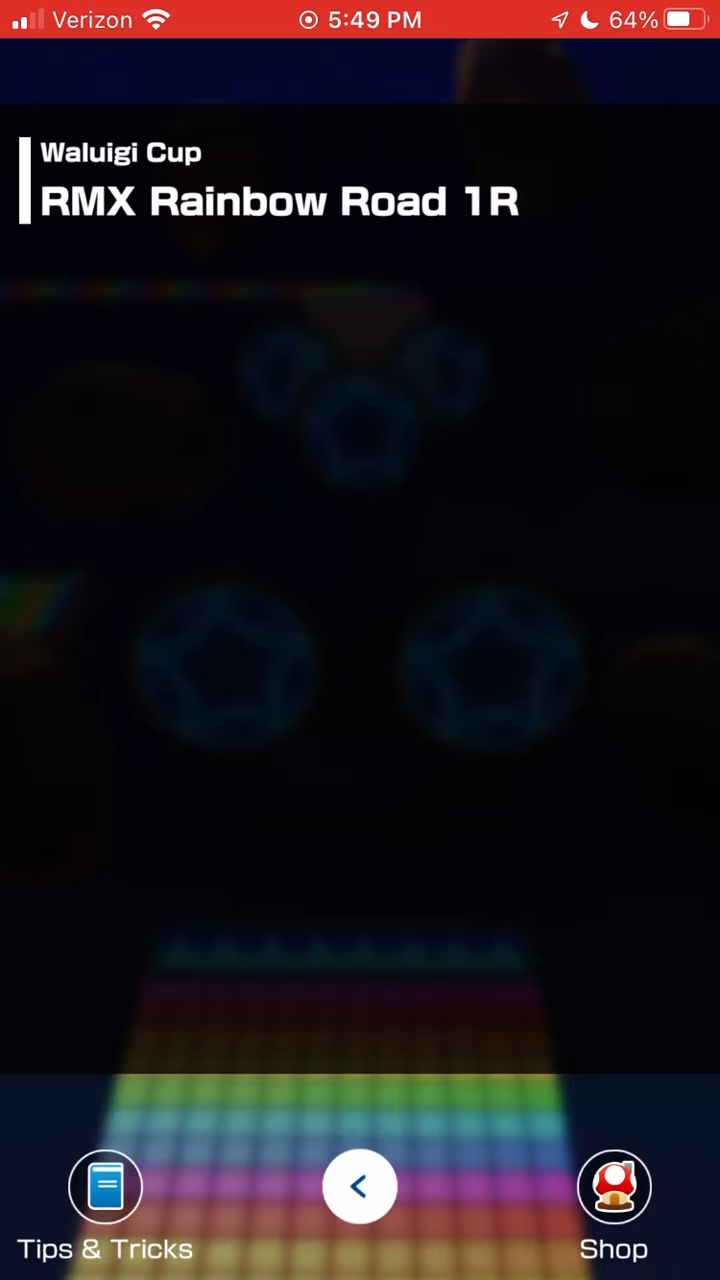 Verizon 5:49 PM 64%
Waluigi Cup
RMX Rainbow Road 1R
Tips & Tricks Shop